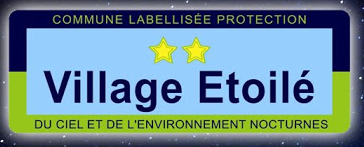 COMMUNE LABELLISÉE PROTECTION
Village Etoilé
DU CIEL ET DE L'ENVIRONNEMENT NOCTURNES